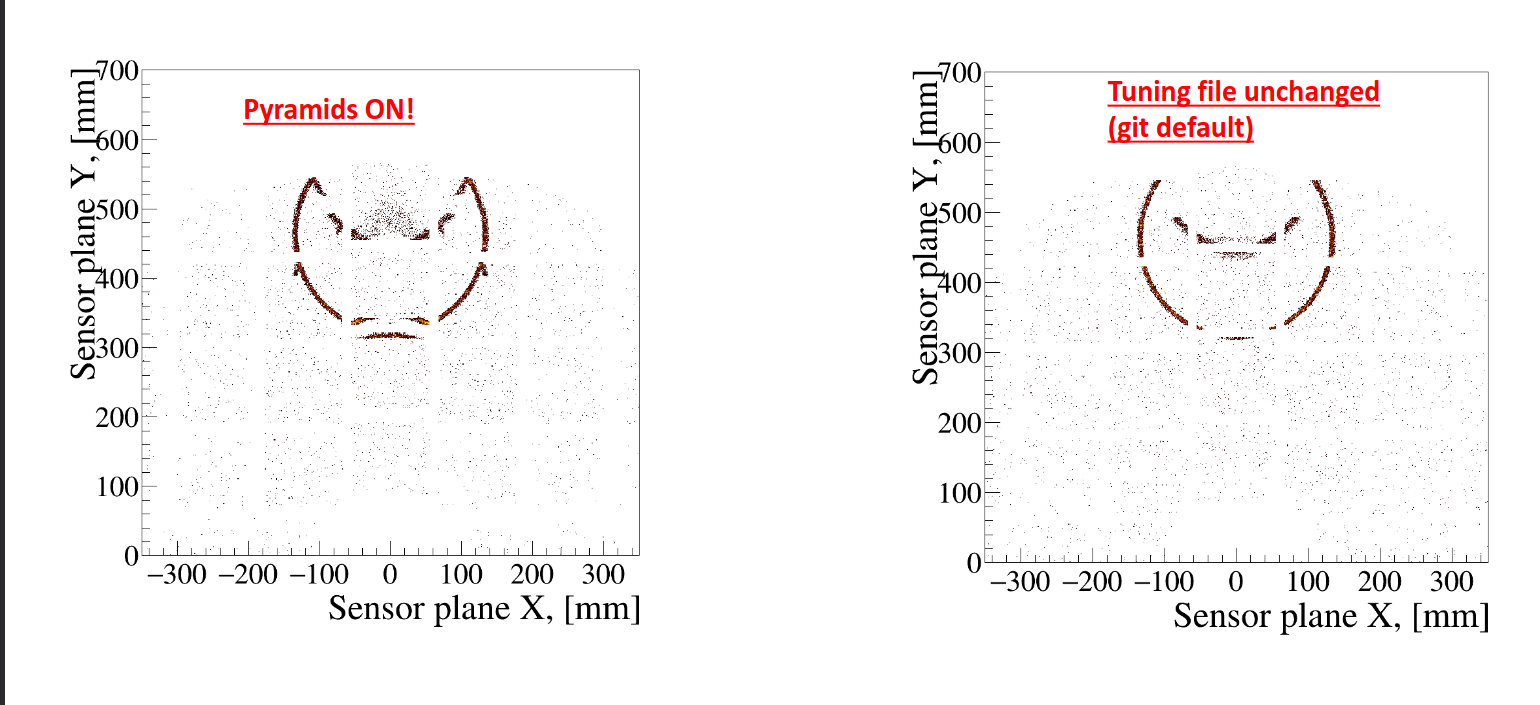 Pyramids ON!
Sensor plane Y, [mm]
700
600
500
400
300
200
100
0
−300 −200 −100 0 100 200 300
Sensor plane X, [mm]
Tuning file unchanged
(git default)
Sensor plane Y, [mm]
700
600
500
400
300
200
100
0
−300 −200 −100 0 100 200 300
Sensor plane X, [mm]